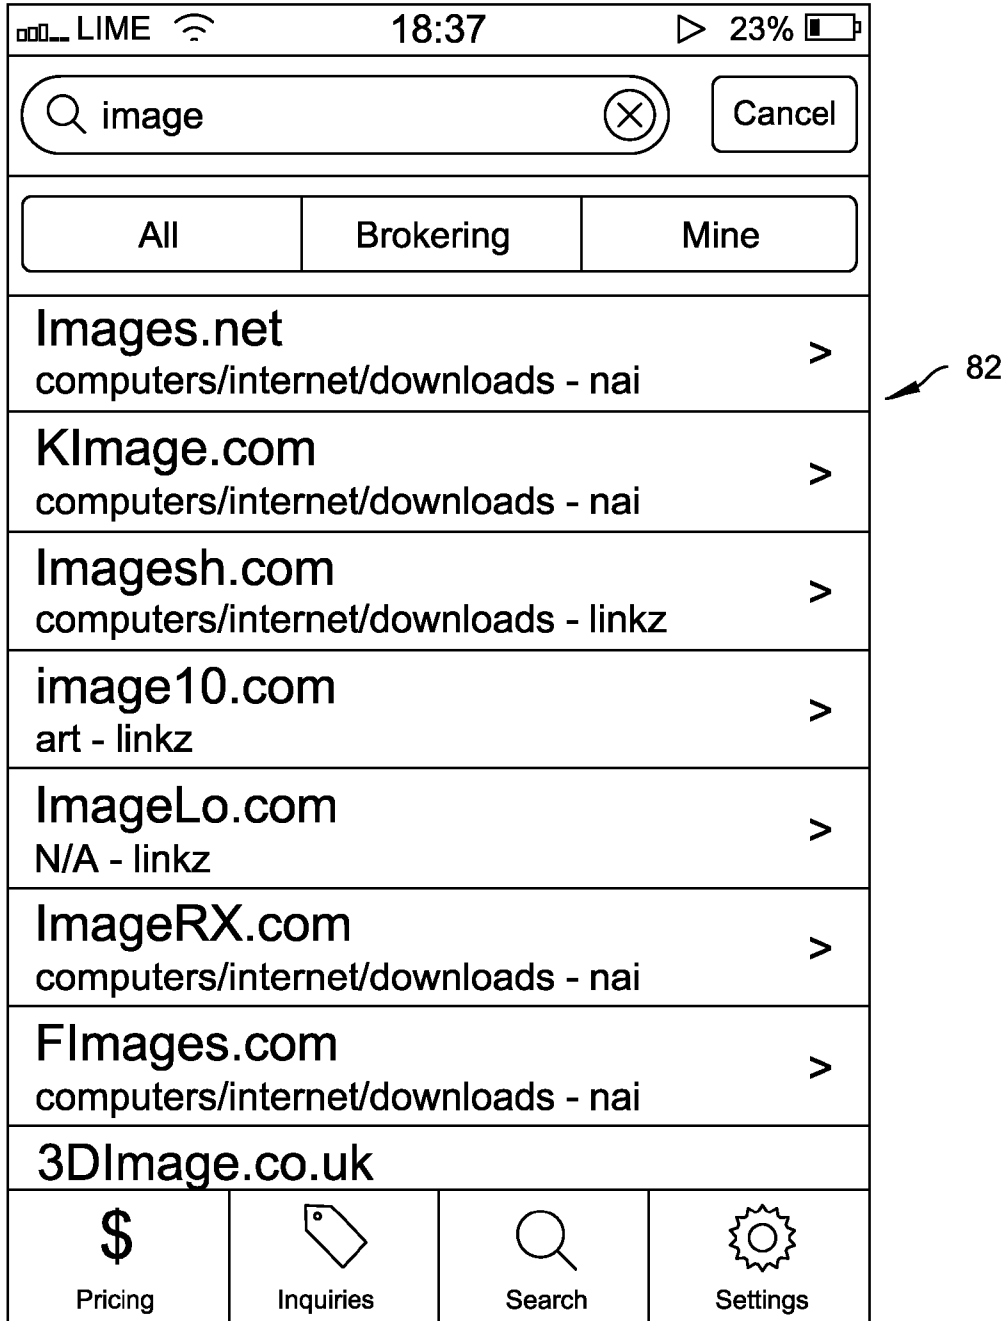 LIME 18:37 23%
image Cancel
All Brokering Mine
Images.net
computers/internet/downloads - nai >
82
KImage.com
computers/internet/downloads - nai >
Imagesh.com
computers/internet/downloads - linkz >
image10.com
art - linkz >
ImageLo.com
N/A - linkz >
ImageRX.com
computers/internet/downloads - nai >
FImages.com
computers/internet/downloads - nai >
3DImage.co.uk
$
Pricing Inquiries Search Settings